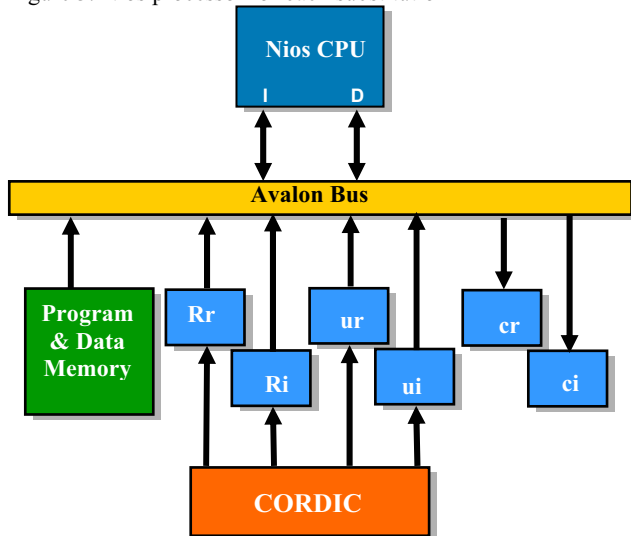 Nios CPU
I D
Avalon Bus
Program
& Data
Memory
Rr
Ri
ur
ui
cr
ci
CORDIC